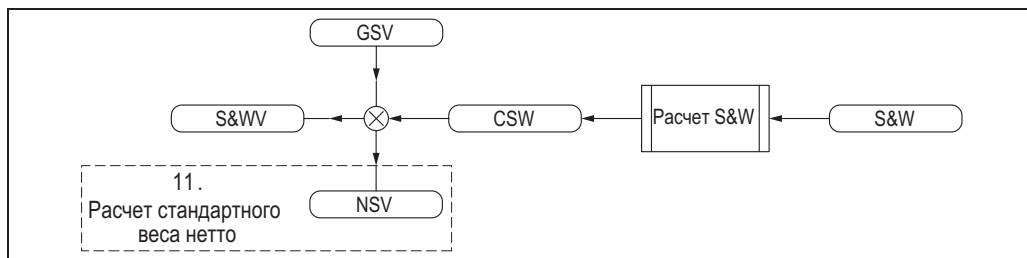 GSV
S&WV
CSW
Расчет S&W
S&W
11.
Расчет стандартного
веса нетто
NSV